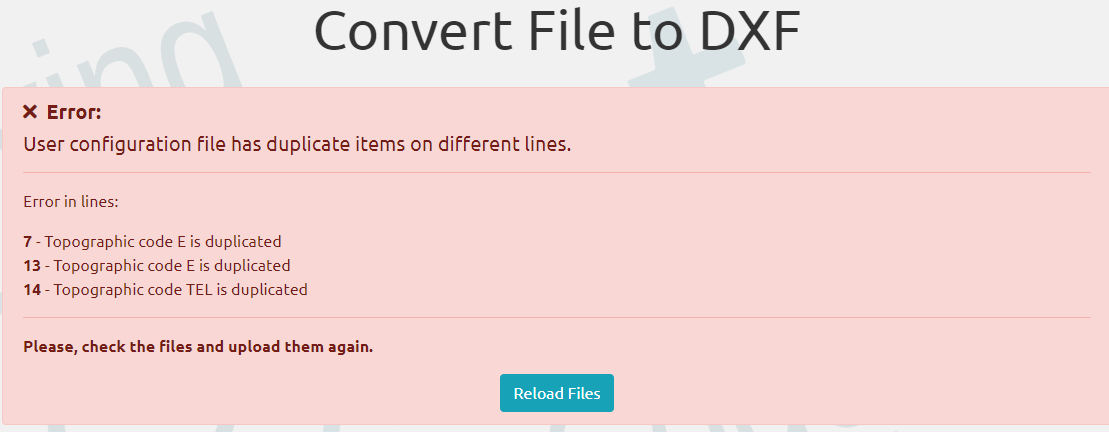 Convert File to DXF
Error:
User configuration file has duplicate items on different lines.
Error in lines:
7 - Topographic code E is duplicated
13 - Topographic code E is duplicated
14 - Topographic code TEL is duplicated
Please, check the files and upload them again.
Reload Files